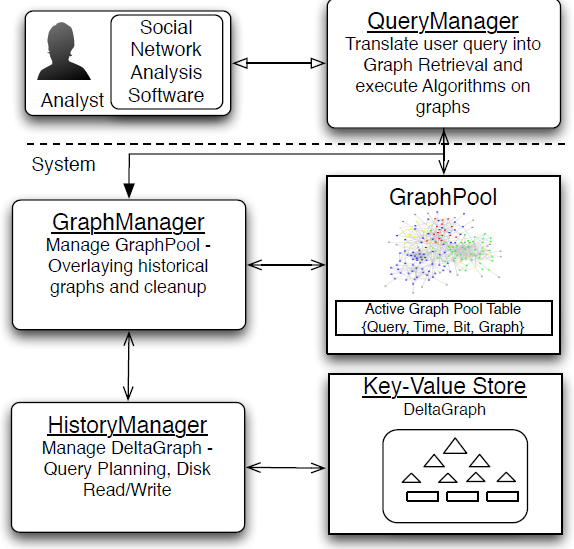 Social
Network
Analysis
Software
Analyst
QueryManager
Translate user query into
Graph Retrieval and
execute Algorithms on
graphs
System
GraphManager
Manage GraphPool -
Overlaying historical
graphs and cleanup
GraphPool
Active Graph Pool Table
{Query, Time, Bit, Graph}
HistoryManager
Manage DeltaGraph -
Query Planning, Disk
Read/Write
Key-Value Store
DeltaGraph